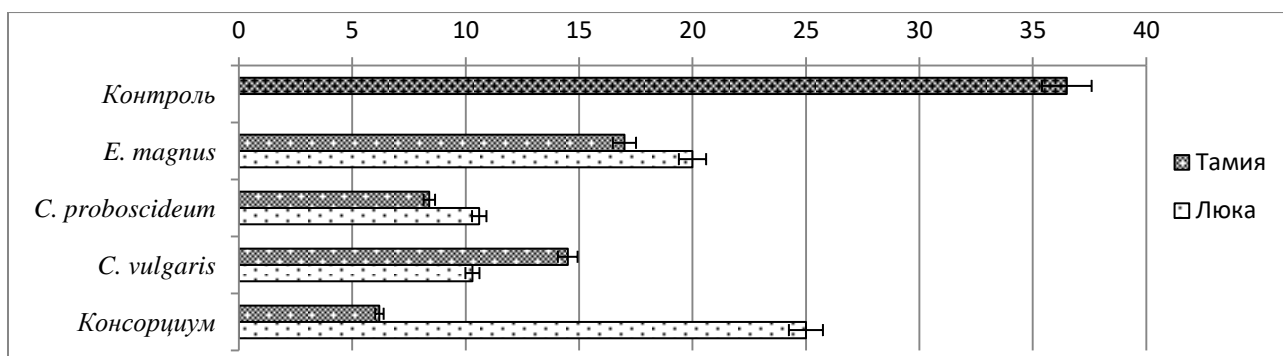 0 5 10 15 20 25 30 35 40
Контроль
E. magnus
C. proboscideum
C. vulgaris
Консорциум
Тамия
Люка